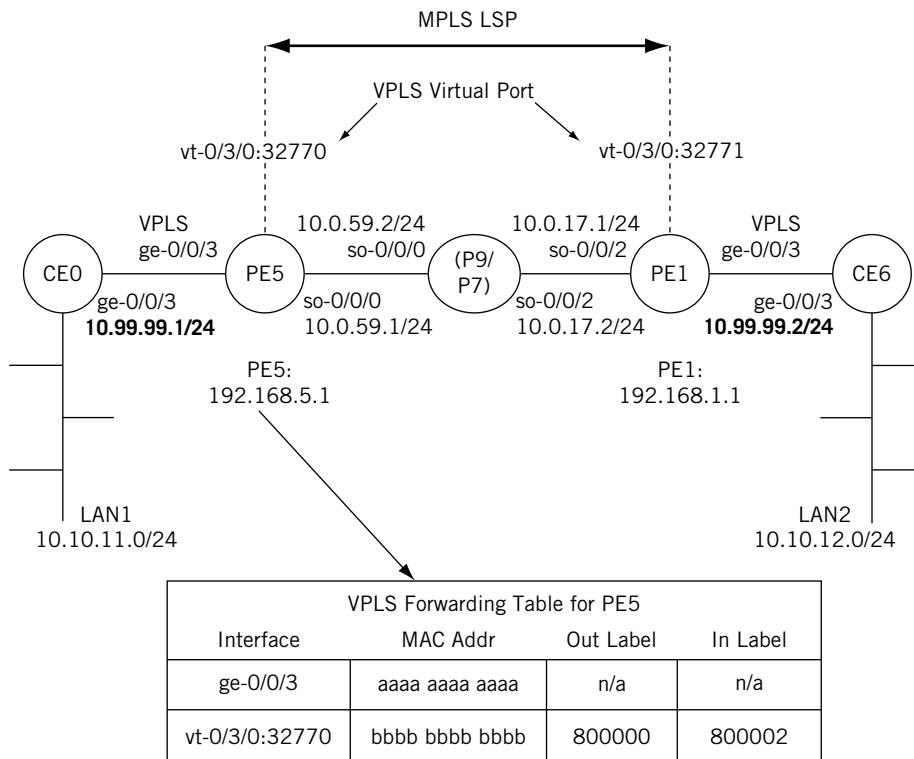 MPLS LSP
VPLS Virtual Port
vt-0/3/0:32770
vt-0/3/0:32771
VPLS
ge-0/0/3
10.0.59.2/24
so-0/0/0
10.0.17.1/24
so-0/0/2
VPLS
ge-0/0/3
CE0
PE5
(P9/
P7)
PE1
CE6
ge-0/0/3
10.99.99.1/24
so-0/0/0
10.0.59.1/24
so-0/0/2
10.0.17.2/24
ge-0/0/3
10.99.99.2/24
PE5:
192.168.5.1
PE1:
192.168.1.1
LAN1
10.10.11.0/24
LAN2
10.10.12.0/24
VPLS Forwarding Table for PE5
Interface MAC Addr Out Label In Label
ge-0/0/3 aaaa aaaa aaaa n/a n/a
vt-0/3/0:32770 bbbb bbbb bbbb 800000 800002